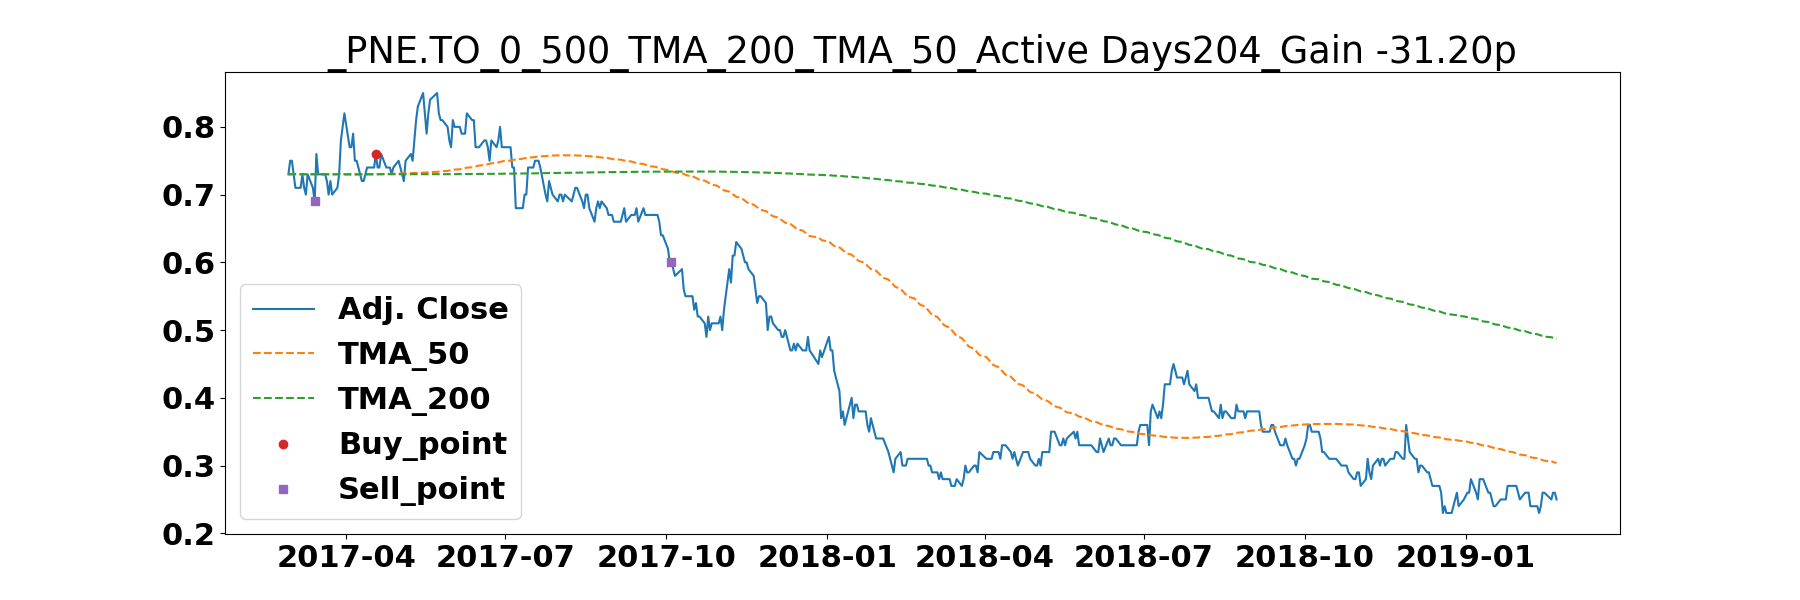 _PNE.TO_0_500_TMA_200_TMA_50_Active Days204_Gain -31.20p
0.8
0.7
0.6
0.5
0.4
0.3
0.2
Adj. Close
TMA_50
TMA_200
Buy_point
Sell_point
2017-04 2017-07 2017-10 2018-01 2018-04 2018-07 2018-10 2019-01